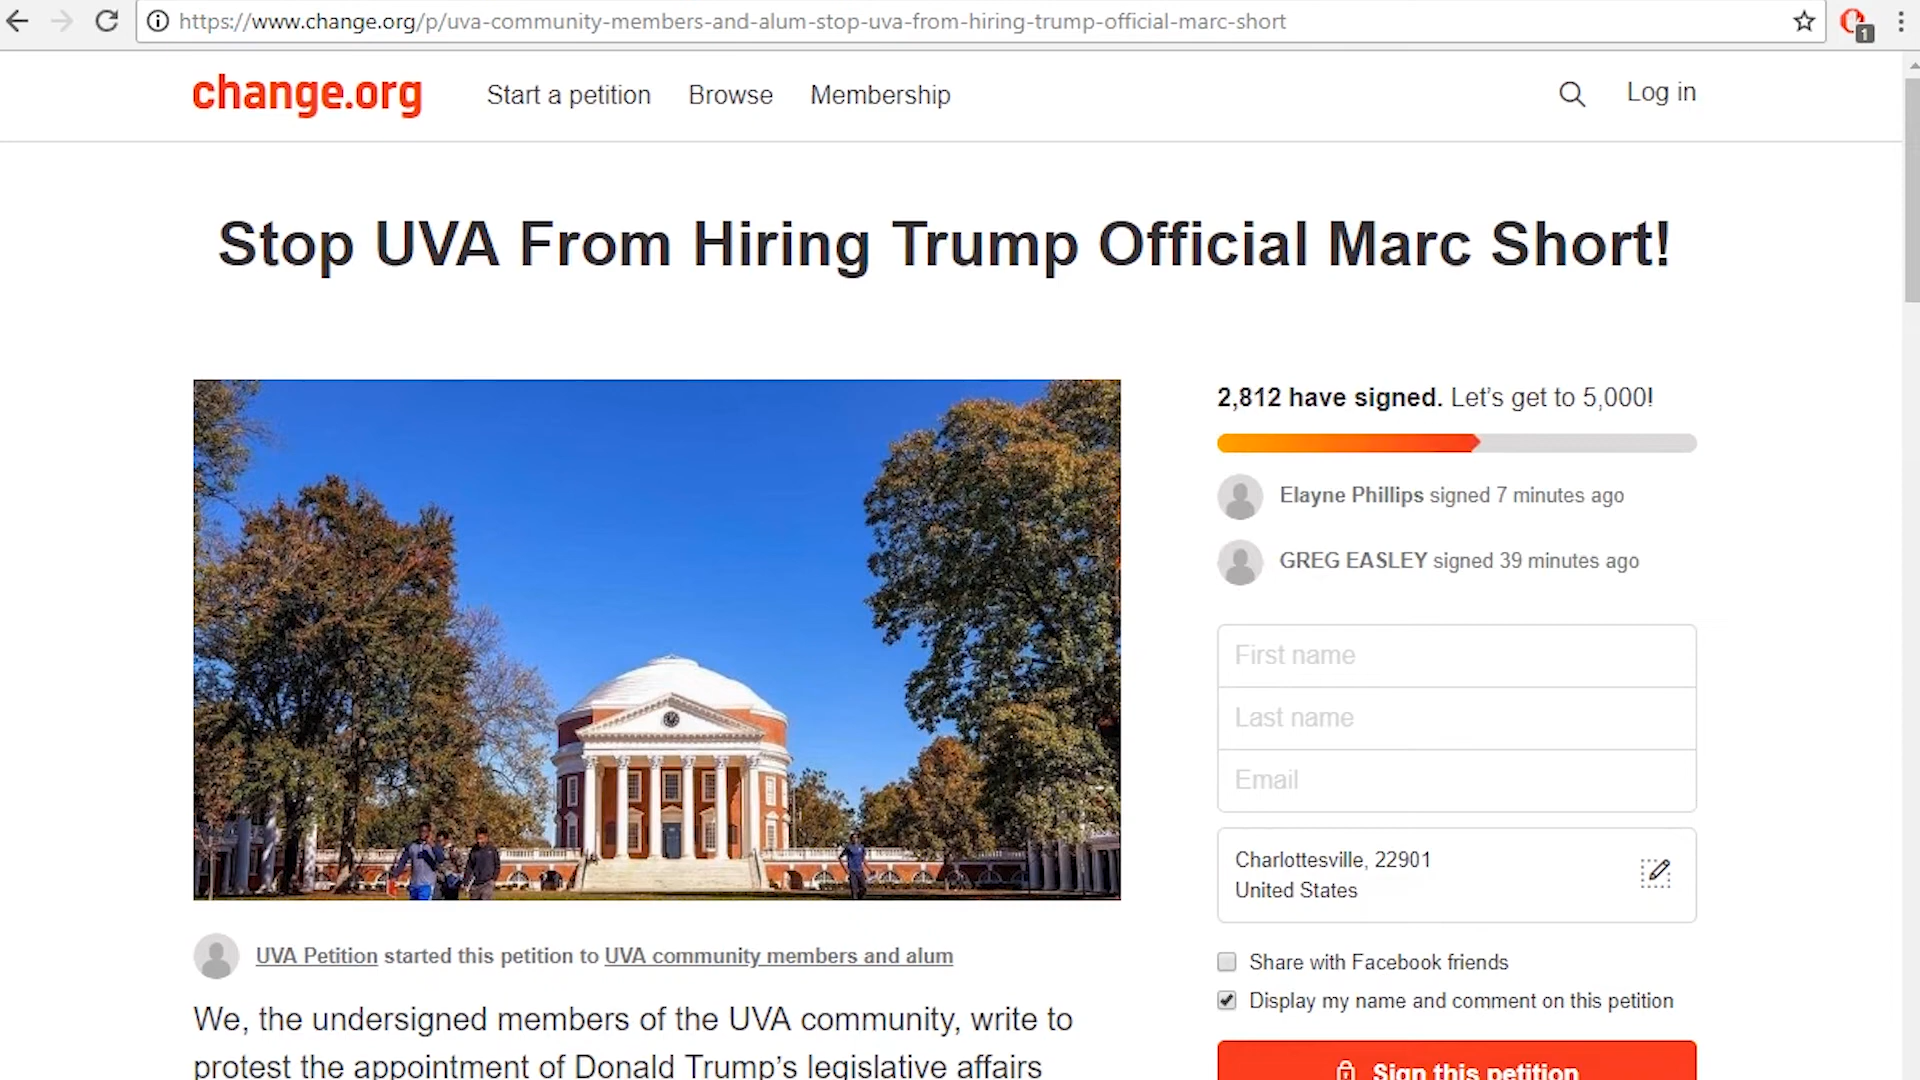 https://www.change.org/p/uva-community-members-and-alum-stop-uva-from-hiring-trump-official-marc-short
1
change.org
Start a petition
Browse
Membership
Log in
Stop UVA From Hiring Trump Official Marc Short!
2,812 have signed. Let's get to 5,000!
Elayne Phillips signed 7 minutes ago
GREG EASLEY signed 39 minutes ago
First name
Last name
Email
Charlottesville, 22901
United States
Share with Facebook friends
Display my name and comment on this petition
Sign this petition
UVA Petition started this petition to UVA community members and alum
We, the undersigned members of the UVA community, write to
protest the appointment of Donald Trump's legislative affairs